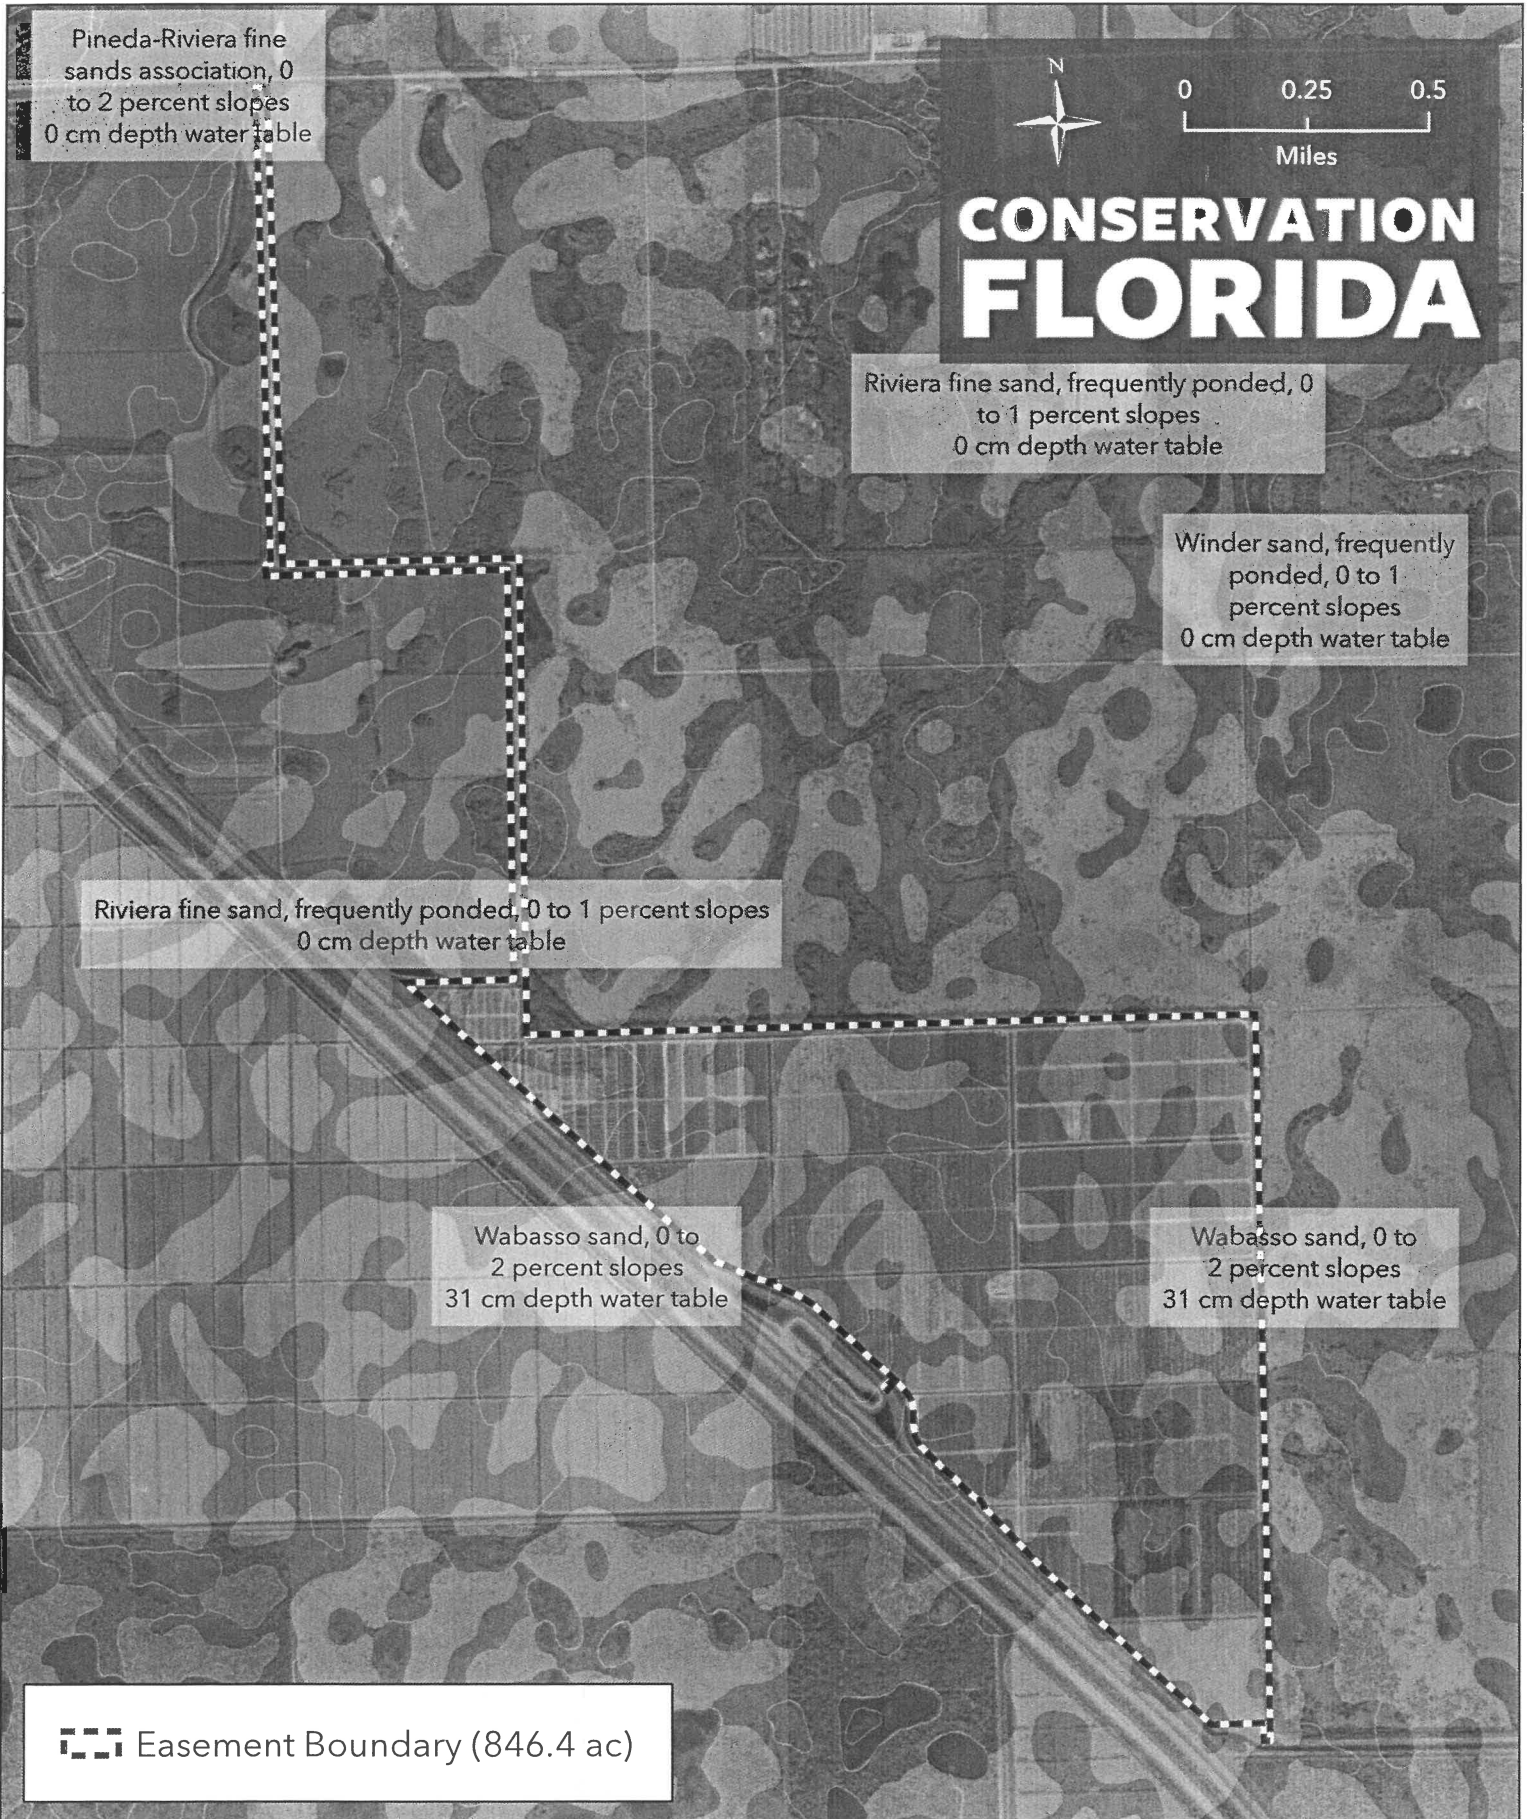 Pineda-Riviera fine
sands association, 0
to 2 percent slopes
0 cm depth water table
N
0 0.25 0.5
Miles
CONSERVATION
FLORIDA
Riviera fine sand, frequently ponded, 0
to 1 percent slopes
0 cm depth water table
Winder sand, frequently
ponded, 0 to 1
percent slopes
0 cm depth water table
Riviera fine sand, frequently ponded, 0 to 1 percent slopes
0 cm depth water table
Wabasso sand, 0 to
2 percent slopes
31 cm depth water table
Wabasso sand, 0 to
2 percent slopes
31 cm depth water table
Easement Boundary (846.4 ac)